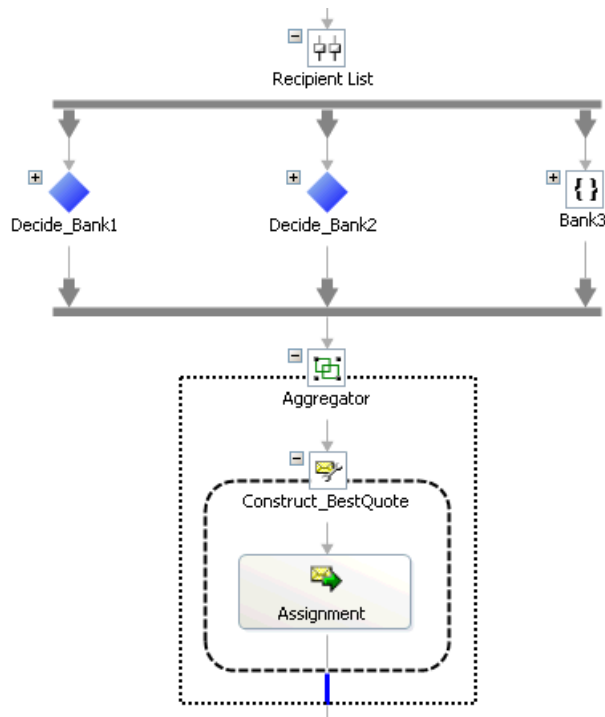 Recipient List
Decide_Bank1
Decide_Bank2
{ }
Bank3
Aggregator
Construct_BestQuote
Assignment